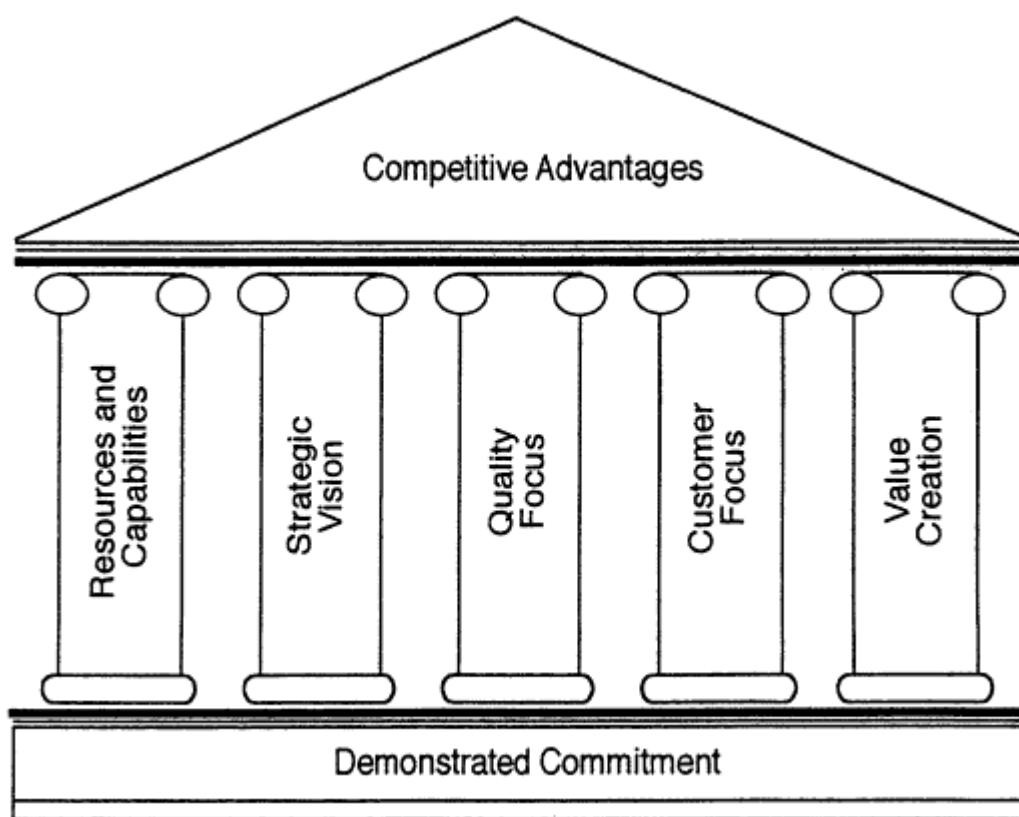 Competitive Advantages
Resources and
Capabilities
Strategic
Vision
Quality
Focus
Customer
Focus
Value
Creation
Demonstrated Commitment